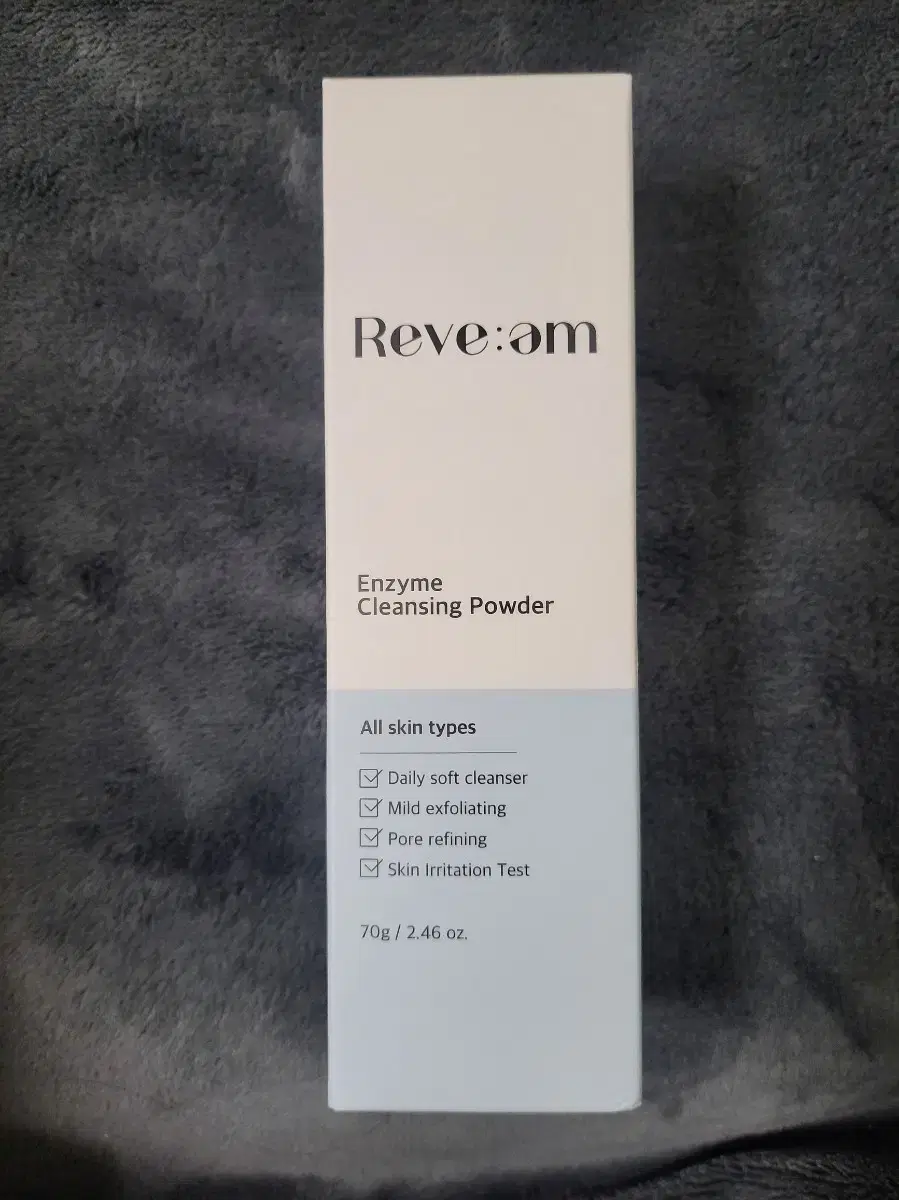 Reve:am
Enzyme
Cleansing Powder
All skin types
Daily soft cleanser
Mild exfoliating
Pore refining
Skin Irritation Test
70g / 2.46 oz.